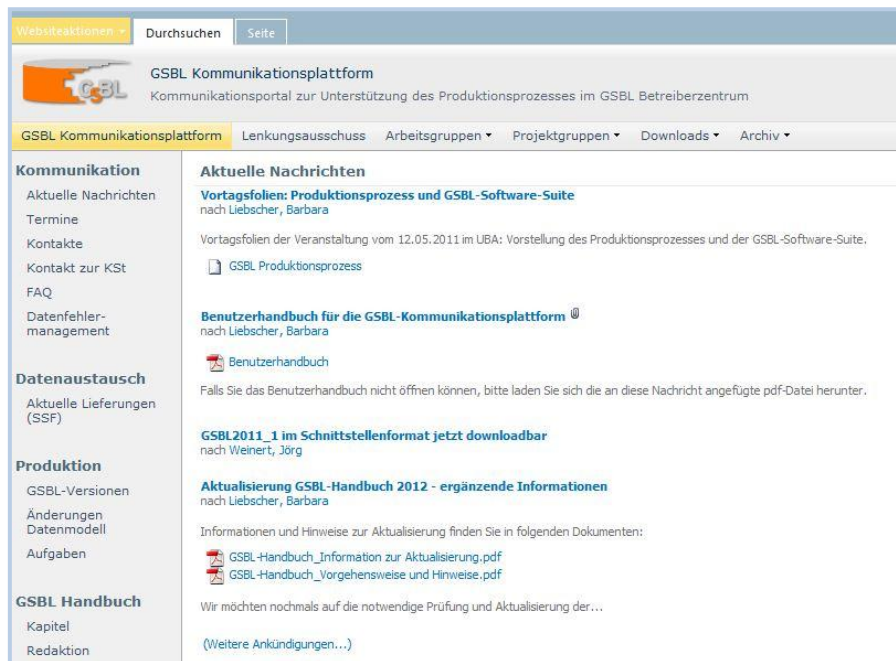 Websiteaktionen
Durchsuchen
Seite
GSBL
GSBL Kommunikationsplattform
Kommunikationsportal zur Unterstützung des Produktionsprozesses im GSBL Betreiberzentrum
GSBL Kommunikationsplattform Lenkungsausschuss Arbeitsgruppen Projektgruppen Downloads Archiv
Kommunikation
Aktuelle Nachrichten
Termine
Kontakte
Kontakt zur KSt
FAQ
Datenfehler-
management
Datenaustausch
Aktuelle Lieferungen
(SSF)
Produktion
GSBL-Versionen
Änderungen
Datenmodell
Aufgaben
GSBL Handbuch
Kapitel
Redaktion
Aktuelle Nachrichten
Vortagsfolien: Produktionsprozess und GSBL-Software-Suite
nach Liebscher, Barbara
Vortagsfolien der Veranstaltung vom 12.05.2011 im UBA: Vorstellung des Produktionsprozesses und der GSBL-Software-Suite.
GSBL Produktionsprozess
Benutzerhandbuch für die GSBL-Kommunikationsplattform
nach Liebscher, Barbara
Benutzerhandbuch
Falls Sie das Benutzerhandbuch nicht öffnen können, bitte laden Sie sich die an diese Nachricht angefügte pdf-Datei herunter.
GSBL2011_1 im Schnittstellenformat jetzt downloadbar
nach Weinert, Jörg
Aktualisierung GSBL-Handbuch 2012 - ergänzende Informationen
nach Liebscher, Barbara
Informationen und Hinweise zur Aktualisierung finden Sie in folgenden Dokumenten:
GSBL-Handbuch_Information zur Aktualisierung.pdf
GSBL-Handbuch_Vorgehensweise und Hinweise.pdf
Wir möchten nochmals auf die notwendige Prüfung und Aktualisierung der...
(Weitere Ankündigungen...)